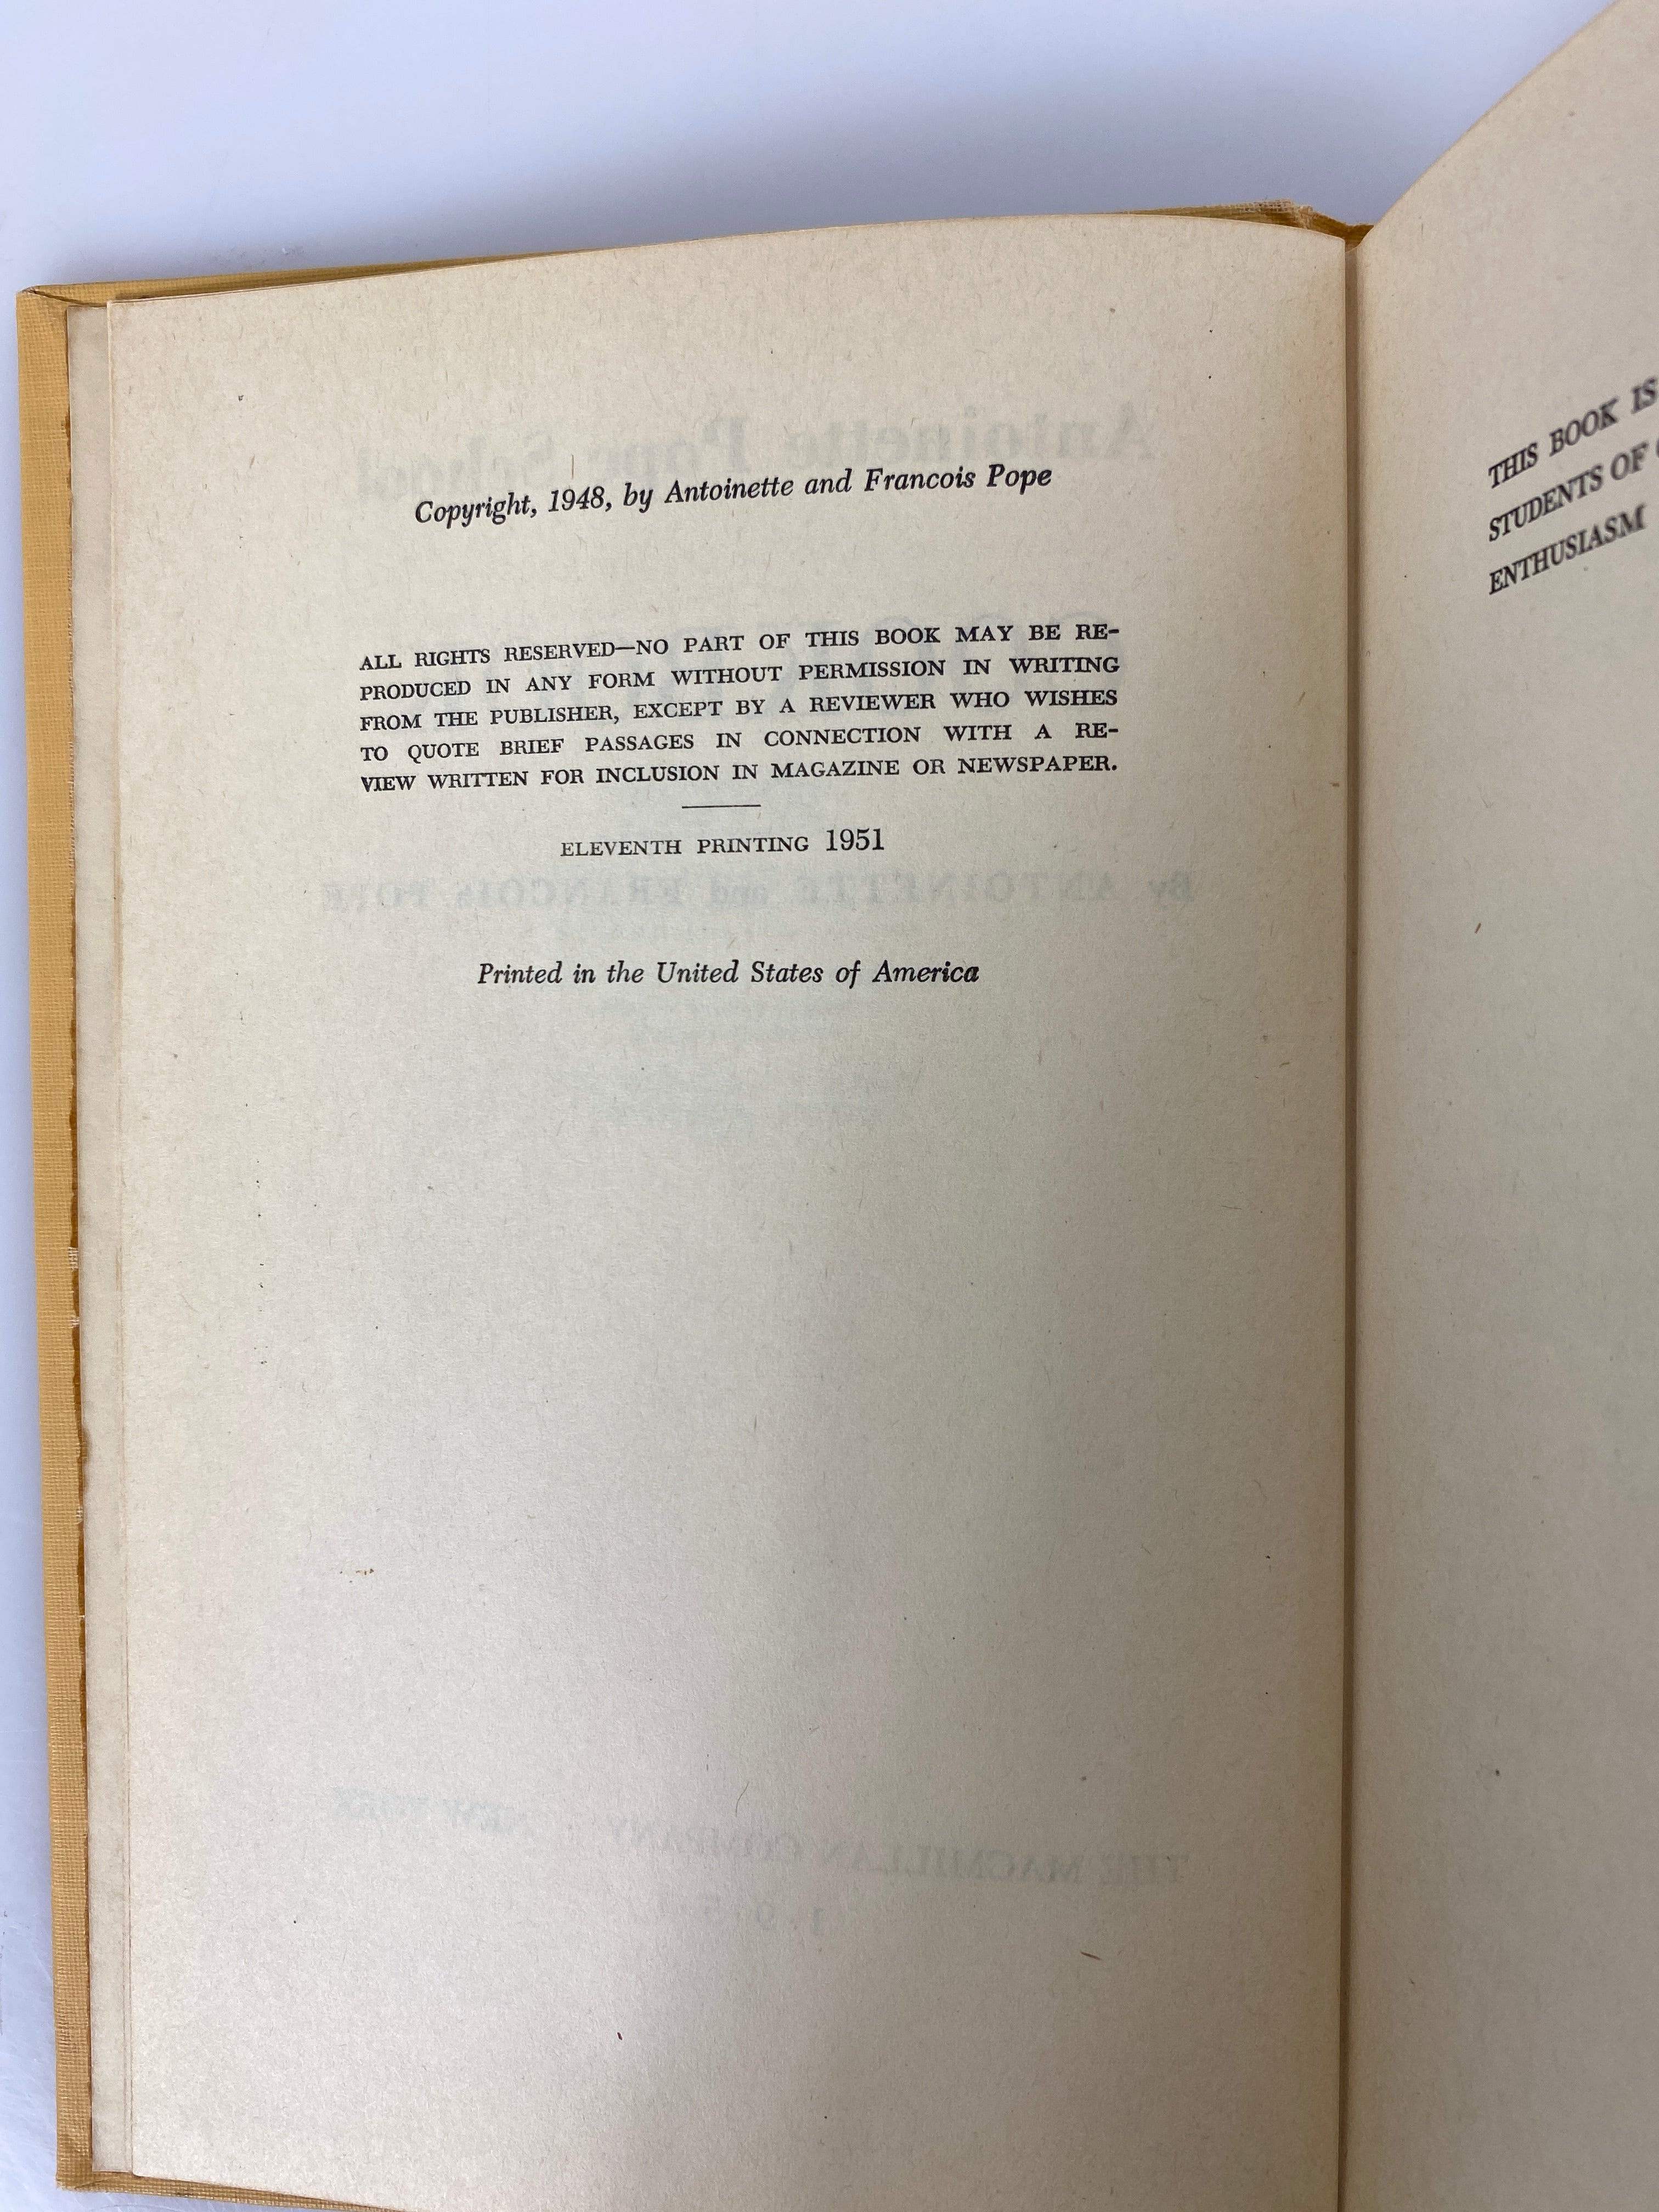 Copyright, 1948, by Antoinette and Francois Pope
ALL RIGHTS RESERVED—NO PART OF THIS BOOK MAY BE RE-
PRODUCED IN ANY FORM WITHOUT PERMISSION IN WRITING
FROM THE PUBLISHER, EXCEPT BY A REVIEWER WHO WISHES
TO QUOTE BRIEF PASSAGES IN CONNECTION WITH A RE-
VIEW WRITTEN FOR INCLUSION IN MAGAZINE OR NEWSPAPER.
ELEVENTH PRINTING 1951
Printed in the United States of America
THIS BOOK IS
STUDENTS OF
ENTHUSIASM